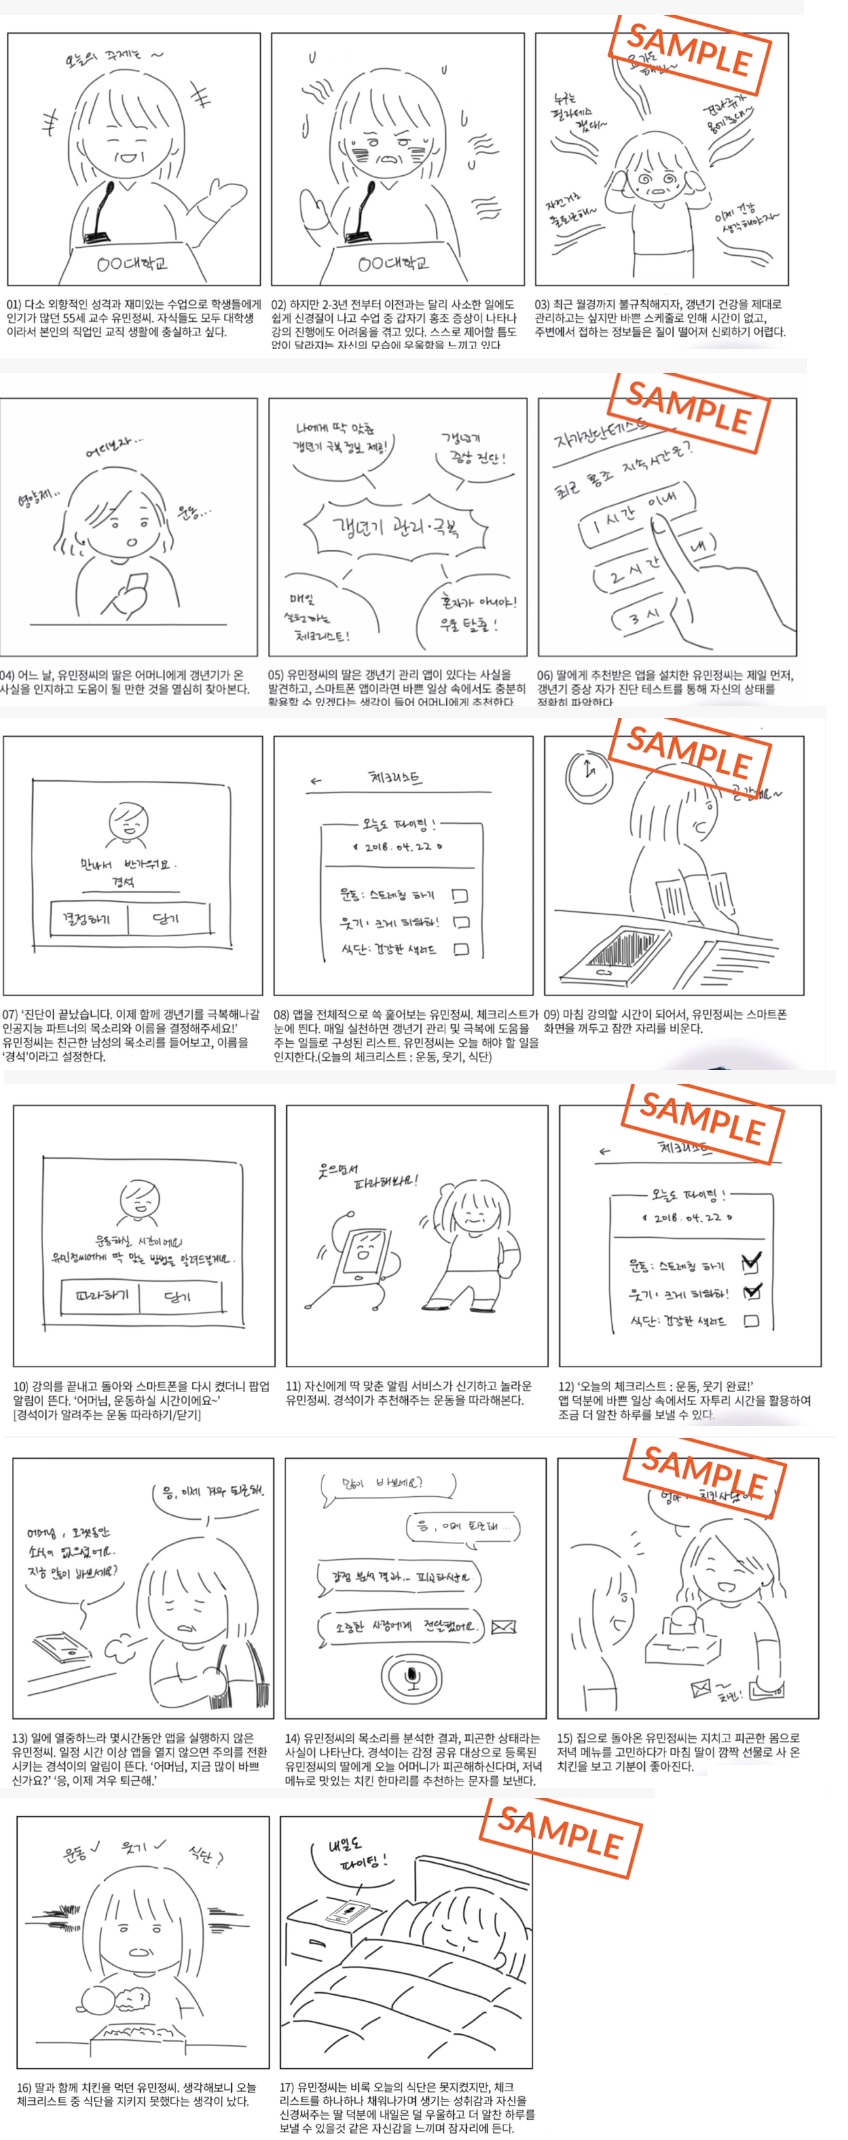 오늘의 주제는 ~
OO대학교
01) 다소 외향적인 성격과 재미있는 수업으로 학생들에게
인기가 많던 55세 교수 유민정씨. 자식들도 모두 대학생
이라서 본인의 직업인 교직 생활에 충실하고 싶다.
OO대학교
02) 하지만 2-3년 전부터 이전과는 달리 사소한 일에도
쉽게 신경질이 나고 수업 중 갑자기 홍조 증상이 나타나
강의 진행에도 어려움을 겪고 있다. 스스로 제어할 틈도
없이 달라지는 자신의 모습에 우울함을 느끼고 있다.
SAMPLE
요가도
누구는
필라테스
했대~
견과류가
몸에 좋다~
자전거로
출퇴근해~
이제 건강
생각해야지~
03) 최근 월경까지 불규칙해지자, 갱년기 건강을 제대로
관리하고는 싶지만 바쁜 스케줄로 인해 시간이 없고,
주변에서 접하는 정보들은 질이 떨어져 신뢰하기 어렵다.
어디보자...
영양제..
운동...
04) 어느 날, 유민정씨의 딸은 어머니에게 갱년기가 온
사실을 인지하고 도움이 될 만한 것을 열심히 찾아본다.
나에게 딱 맞춘
갱년기 극복 정보 제공!
갱년기
증상 진단!
갱년기 관리·극복
매일
실천하는
체크리스트!
혼자가 아니야!
우울 탈출!
05) 유민정씨의 딸은 갱년기 관리 앱이 있다는 사실을
발견하고, 스마트폰 앱이라면 바쁜 일상 속에서도 충분히
활용할 수 있겠다는 생각이 들어 어머니에게 추천한다.
SAMPLE
자가진단테스트
최근 홍조 지속시간은?
1시간 이내
2시간 내)
3시
06) 딸에게 추천받은 앱을 설치한 유민정씨는 제일 먼저,
갱년기 증상 자가 진단 테스트를 통해 자신의 상태를
정확히 파악한다.
만나서 반가워요.
경석
결정하기
닫기
07) ‘진단이 끝났습니다. 이제 함께 갱년기를 극복해나갈
인공지능 파트너의 목소리와 이름을 결정해주세요!’
유민정씨는 친근한 남성의 목소리를 들어보고, 이름을
‘경석’이라고 설정한다.
← 체크리스트
오늘도 파이팅!
2018.04.22
운동: 스트레칭 하기
웃기: 크게 하하하!
식단: 건강한 샐러드
08) 앱을 전체적으로 쓱 훑어보는 유민정씨. 체크리스트가
눈에 띈다. 매일 실천하면 갱년기 관리 및 극복에 도움을
주는 일들로 구성된 리스트. 유민정씨는 오늘 해야 할 일을
인지한다.(오늘의 체크리스트 : 운동, 웃기, 식단)
SAMPLE
곧 갈게요~
09) 마침 강의할 시간이 되어서, 유민정씨는 스마트폰
화면을 꺼두고 잠깐 자리를 비운다.
운동하실 시간이에요!
유민정씨에게 딱 맞는 방법을 알려드릴게요.
따라하기
닫기
10) 강의를 끝내고 돌아와 스마트폰을 다시 켰더니 팝업
알림이 뜬다. ‘어머님, 운동하실 시간이에요~’
[경석이가 알려주는 운동 따라하기/닫기]
웃으면서
따라해봐요!
11) 자신에게 딱 맞춘 알림 서비스가 신기하고 놀라운
유민정씨. 경석이가 추천해주는 운동을 따라해본다.
SAMPLE
← 체크리스트
오늘도 파이팅!
2018.04.22
운동: 스트레칭 하기
웃기: 크게 하하하!
식단: 건강한 샐러드
12) ‘오늘의 체크리스트 : 운동, 웃기 완료!’
앱 덕분에 바쁜 일상 속에서도 자투리 시간을 활용하여
조금 더 알찬 하루를 보낼 수 있다.
응, 이제 겨우 퇴근해.
어머님, 오랫동안
소식이 없으셨어요.
지금 많이 바쁘세요?
13) 일에 열중하느라 몇시간동안 앱을 실행하지 않은
유민정씨. 일정 시간 이상 앱을 열지 않으면 주의를 전환
시키는 경석이의 알림이 뜬다. ‘어머님, 지금 많이 바쁘
신가요?’ ‘응, 이제 겨우 퇴근해.’
많이 바쁘세요?
응, 이제 퇴근해...
감정 분석 결과... 피곤하시군요
소중한 사람에게 전달했어요.
14) 유민정씨의 목소리를 분석한 결과, 피곤한 상태라는
사실이 나타난다. 경석이는 감정 공유 대상으로 등록된
유민정씨의 딸에게 오늘 어머니가 피곤해하신다며, 저녁
메뉴로 맛있는 치킨 한마리를 추천하는 문자를 보낸다.
SAMPLE
엄마 치킨 사왔어
치킨!
15) 집으로 돌아온 유민정씨는 지치고 피곤한 몸으로
저녁 메뉴를 고민하다가 마침 딸이 깜짝 선물로 사 온
치킨을 보고 기분이 좋아진다.
운동✓ 웃기✓ 식단?
16) 딸과 함께 치킨을 먹던 유민정씨. 생각해보니 오늘
체크리스트 중 식단을 지키지 못했다는 생각이 났다.
SAMPLE
내일도
파이팅!
17) 유민정씨는 비록 오늘의 식단은 못지켰지만, 체크
리스트를 하나하나 채워나가며 생기는 성취감과 자신을
신경써주는 딸 덕분에 내일은 덜 우울하고 더 알찬 하루를
보낼 수 있을것 같은 자신감을 느끼며 잠자리에 든다.